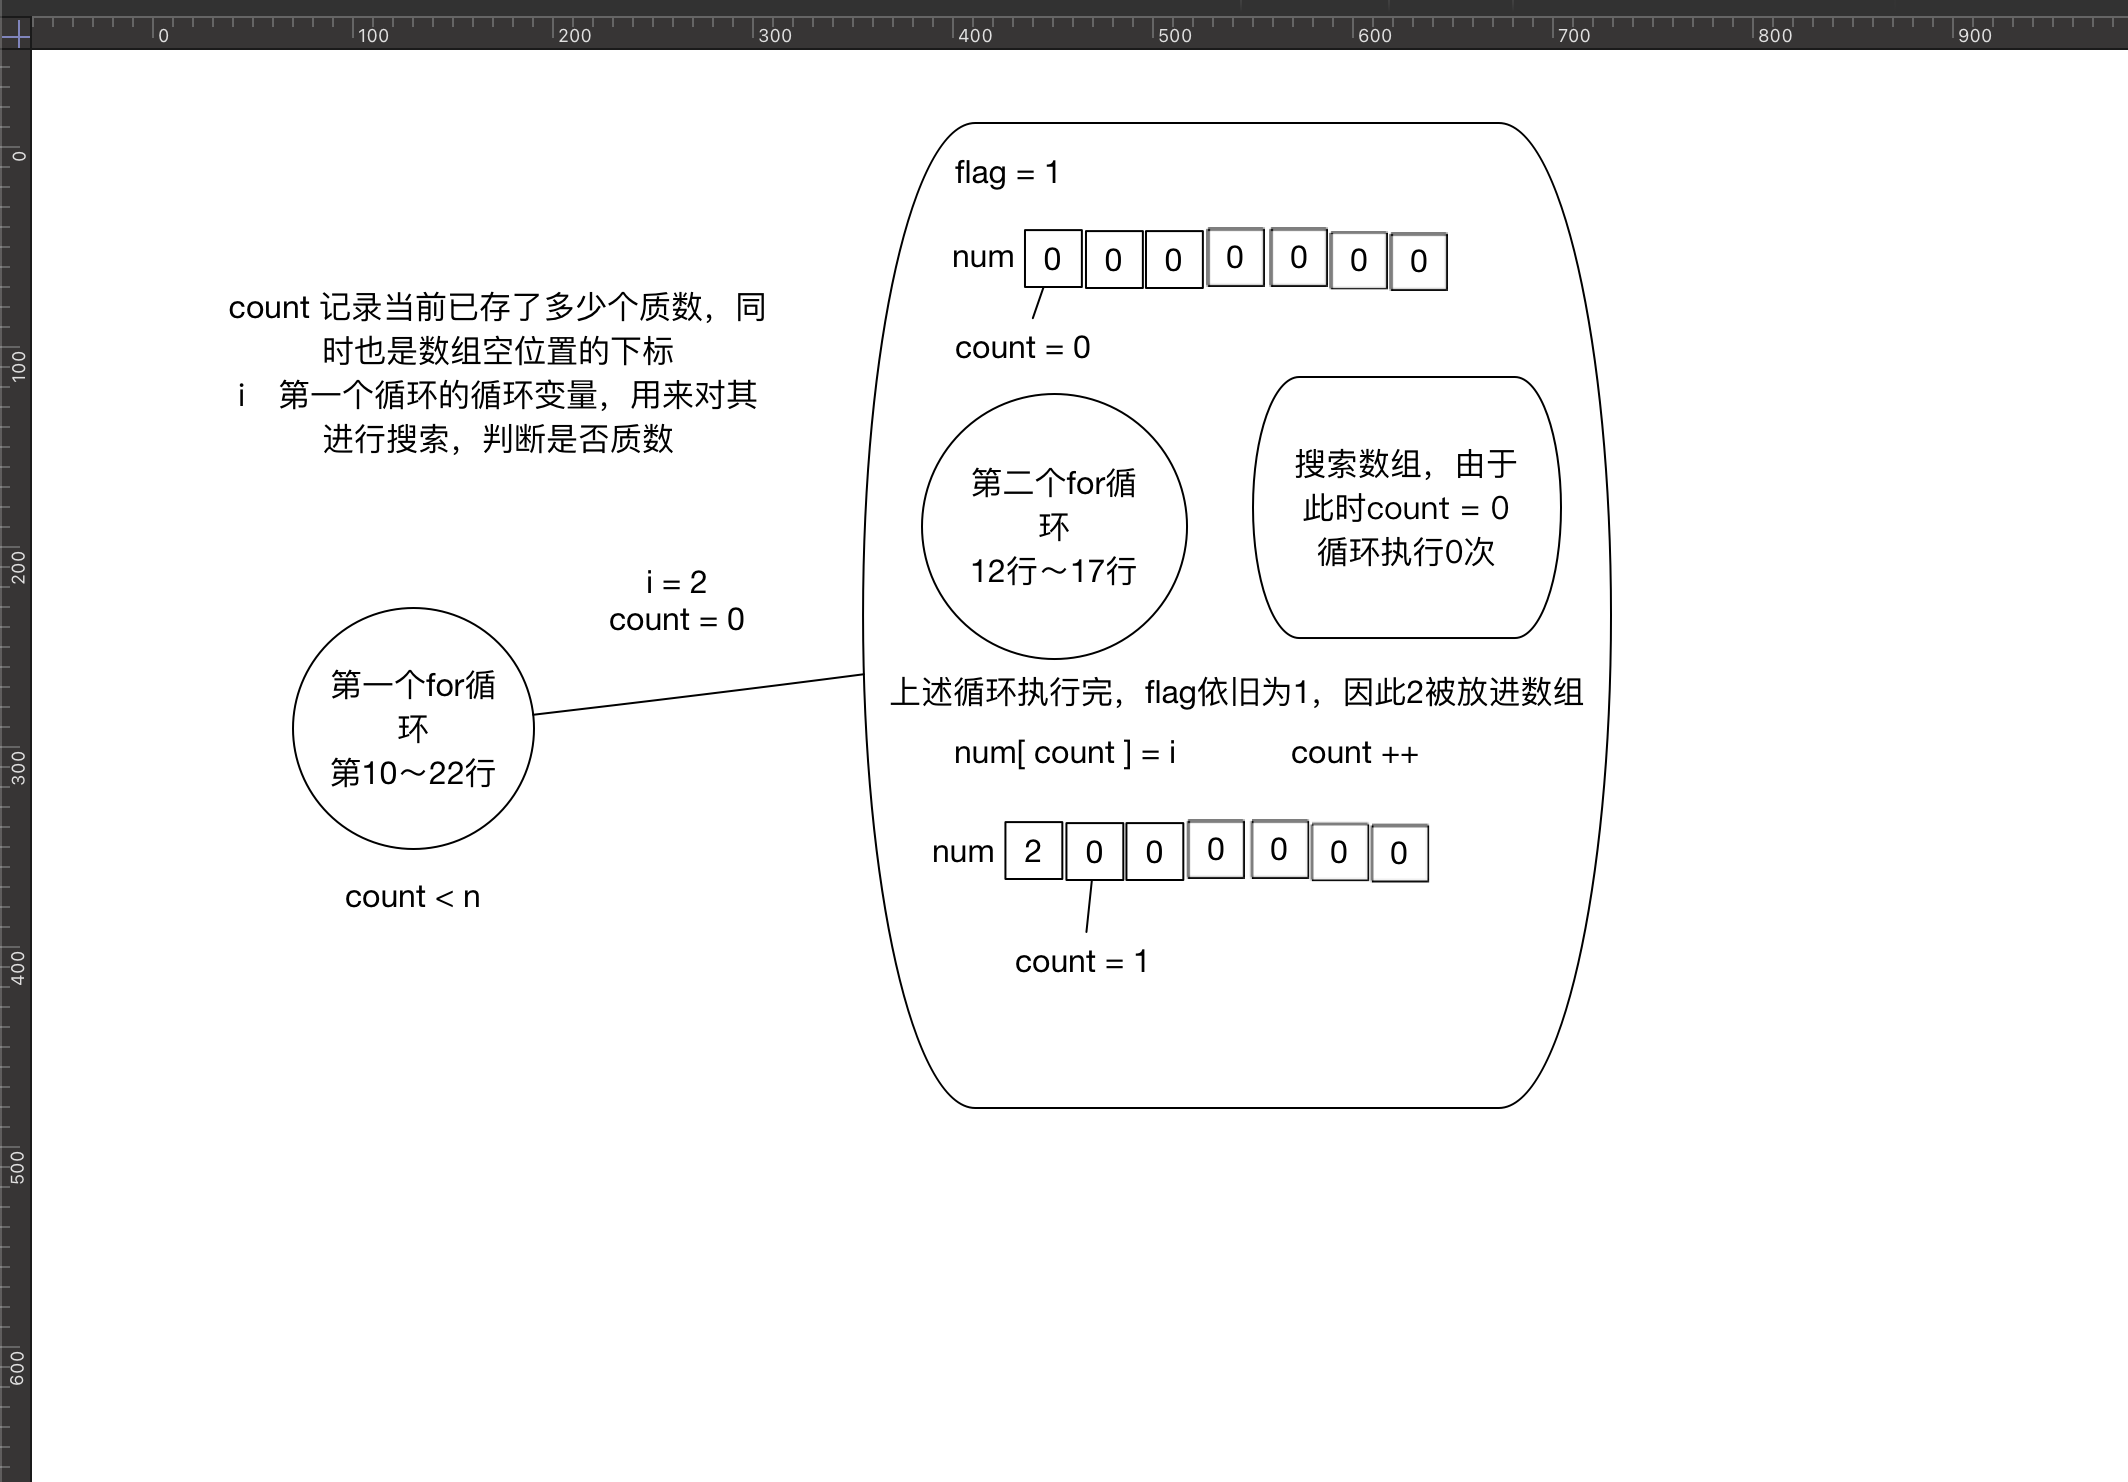 0 100 200 300 400 500 600 700 800 900
0
100
200
300
400
500
600
count 记录当前已存了多少个质数，同
时也是数组空位置的下标
i 第一个循环的循环变量，用来对其
进行搜索，判断是否质数
i = 2
count = 0
第一个for循
环
第10～22行
count < n
flag = 1
num 0 0 0 0 0 0 0
count = 0
第二个for循
环
12行～17行
搜索数组，由于
此时count = 0
循环执行0次
上述循环执行完，flag依旧为1，因此2被放进数组
num[ count ] = i count ++
num 2 0 0 0 0 0 0
count = 1